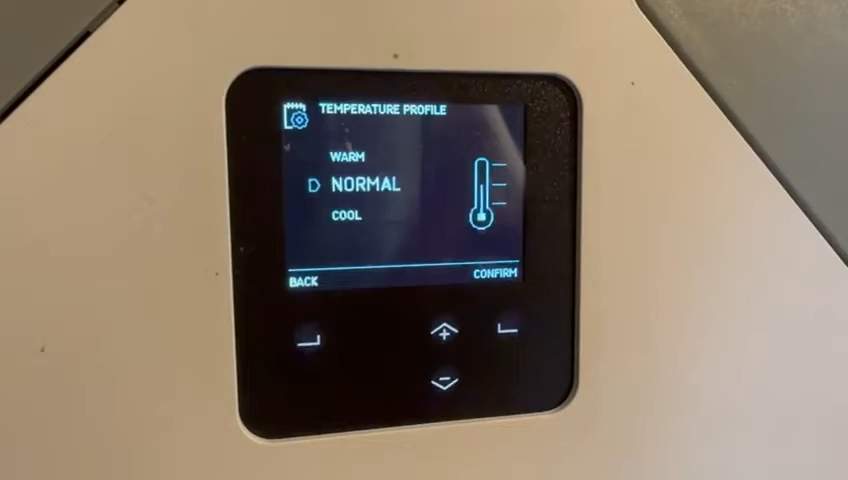 TEMPERATURE PROFILE
WARM
NORMAL
COOL
BACK CONFIRM